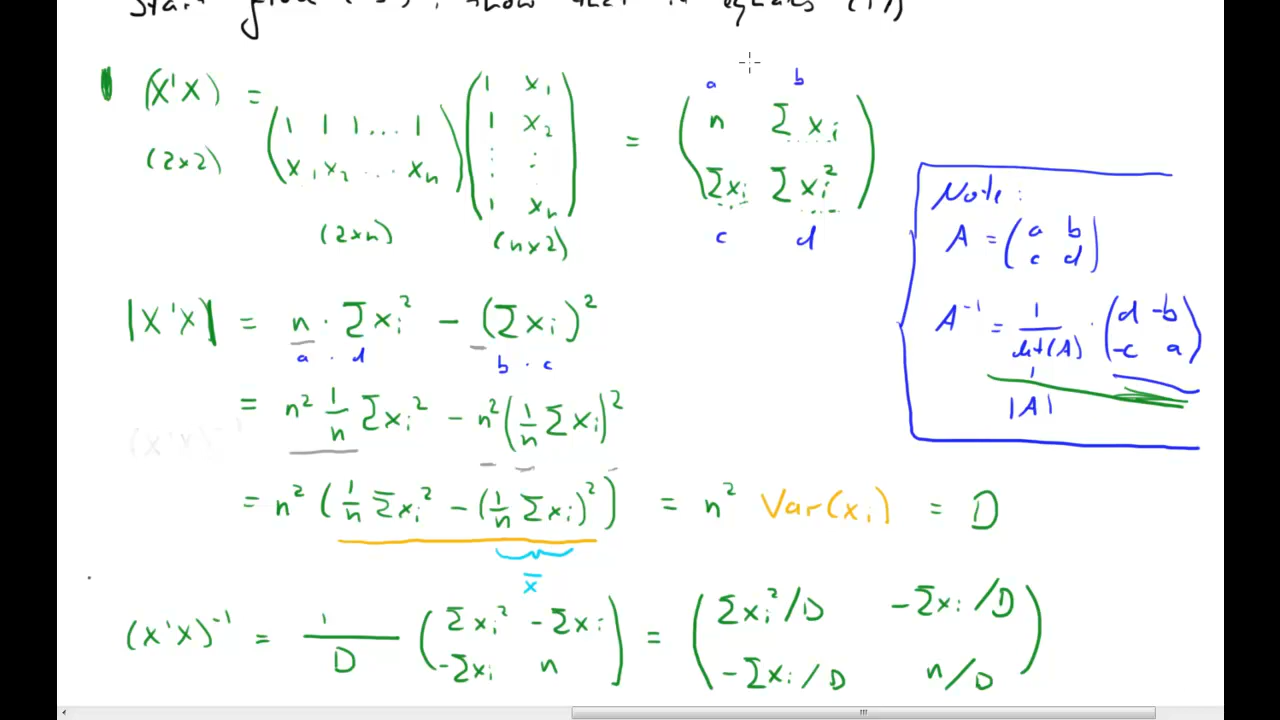 (X'X) =
(2×2)
( 1 1 1 ... 1
x₁ x₂ ... xₙ )
(2×n)
( 1 x₁
1 x₂
⋮ ⋮
1 xₙ )
(n×2)
=
a b
( n Σxᵢ
Σxᵢ Σxᵢ² )
c d
Note:
A = ( a b
c d )
A⁻¹ = 1/det(A) · ( d -b
-c a )
|A|
|X'X| = n · Σxᵢ² - (Σxᵢ)²
a · d b · c
= n² 1/n Σxᵢ² - n² (1/n Σxᵢ)²
(X'X)⁻¹
= n² ( 1/n Σxᵢ² - (1/n Σxᵢ)² ) = n² Var(xᵢ) = D
x̄
(X'X)⁻¹ = 1/D ( Σxᵢ² -Σxᵢ
-Σxᵢ n )
= ( Σxᵢ²/D -Σxᵢ/D
-Σxᵢ/D n/D )